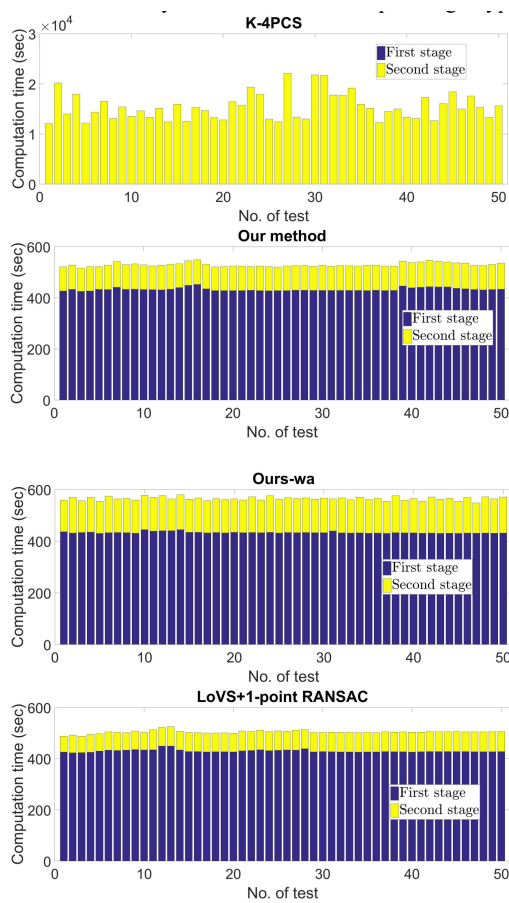 K-4PCS
×10^4
Computation time (sec)
3
2
1
0
First stage
Second stage
0 10 20 30 40 50
No. of test
Our method
Computation time (sec)
600
400
200
0
First stage
Second stage
0 10 20 30 40 50
No. of test
Ours-wa
Computation time (sec)
600
400
200
0
First stage
Second stage
0 10 20 30 40 50
No. of test
LoVS+1-point RANSAC
Computation time (sec)
600
400
200
0
First stage
Second stage
0 10 20 30 40 50
No. of test